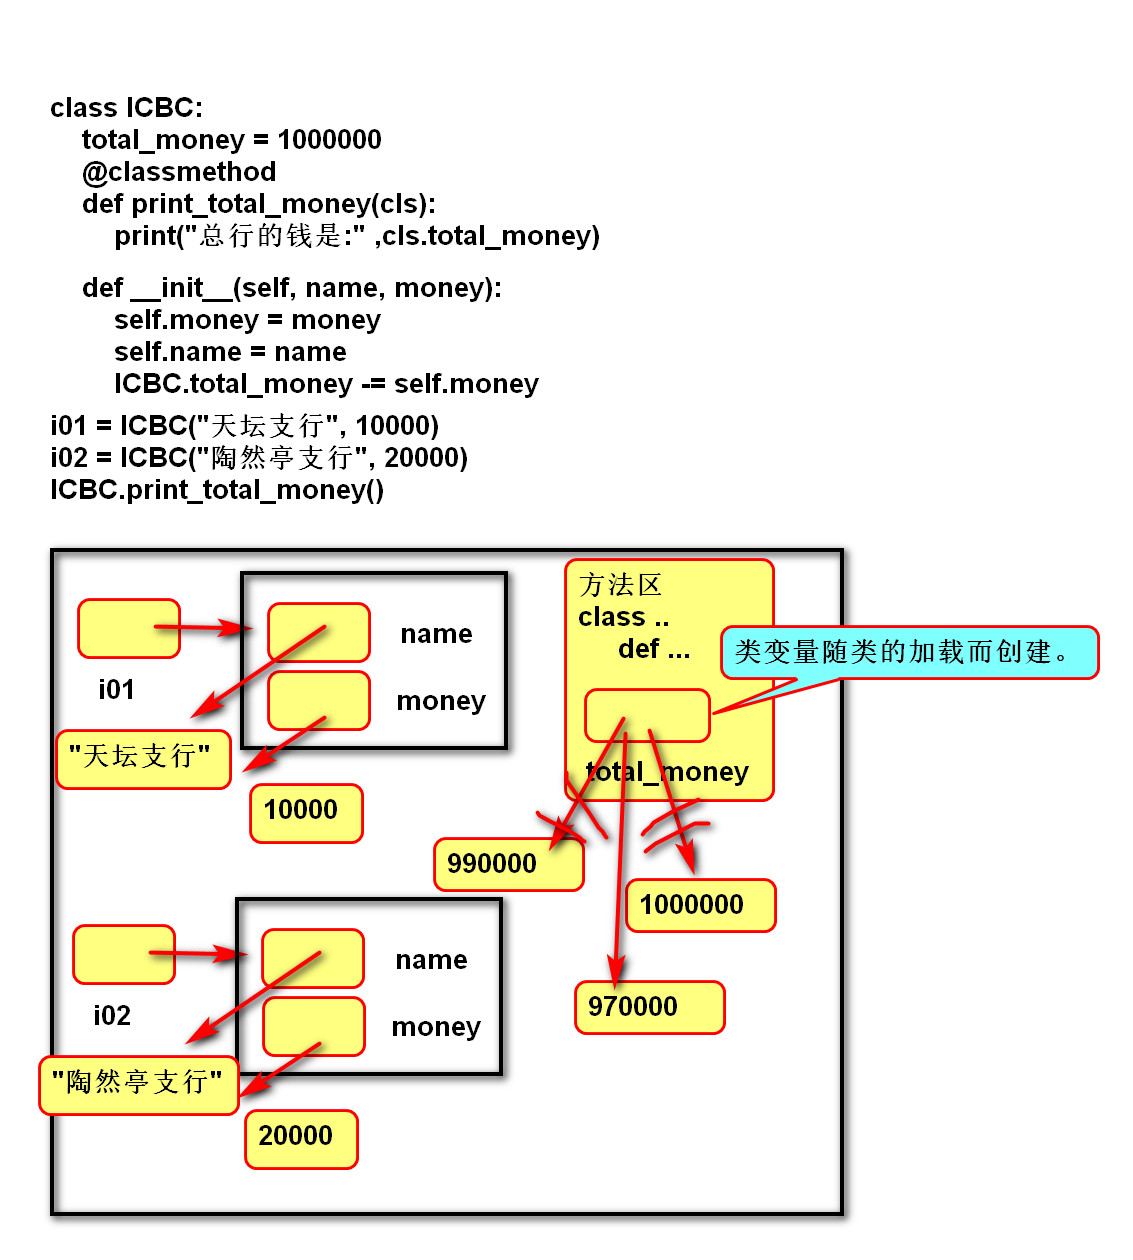 class ICBC:
total_money = 1000000
@classmethod
def print_total_money(cls):
print("总行的钱是:" ,cls.total_money)
def __init__(self, name, money):
self.money = money
self.name = name
ICBC.total_money -= self.money
i01 = ICBC("天坛支行", 10000)
i02 = ICBC("陶然亭支行", 20000)
ICBC.print_total_money()
方法区
class ..
def ...
类变量随类的加载而创建。
name
i01
money
"天坛支行"
total_money
10000
990000
1000000
name
970000
i02
money
"陶然亭支行"
20000